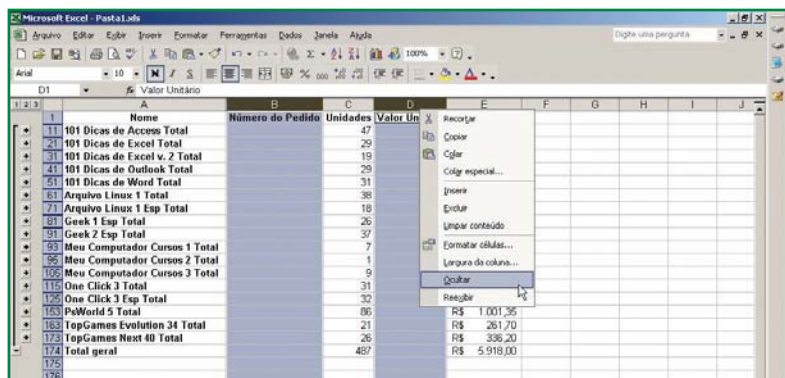 Microsoft Excel - Pasta1.xls
Arquivo Editar Exibir Inserir Formatar Ferramentas Dados Janela Ajuda Digite uma pergunta
100%
Arial 10 N I S
D1 fx Valor Unitário
1 2 3 A B C D E F G H I J
1 Nome Número do Pedido Unidades Valor Un
11 101 Dicas de Access Total 47
21 101 Dicas de Excel Total 29
31 101 Dicas de Excel v. 2 Total 19
41 101 Dicas de Outlook Total 29
51 101 Dicas de Word Total 31
61 Arquivo Linux 1 Total 38
71 Arquivo Linux 1 Esp Total 18
81 Geek 1 Esp Total 26
91 Geek 2 Esp Total 37
93 Meu Computador Cursos 1 Total 7
96 Meu Computador Cursos 2 Total 1
106 Meu Computador Cursos 3 Total 9
115 One Click 3 Total 31
125 One Click 3 Esp Total 32
153 PsWorld 5 Total 86 R$ 1.001,35
163 TopGames Evolution 34 Total 21 R$ 261,70
173 TopGames Next 40 Total 26 R$ 336,20
174 Total geral 487 R$ 5.918,00
175
176
Recortar
Copiar
Colar
Colar especial...
Inserir
Excluir
Limpar conteúdo
Formatar células...
Largura da coluna...
Ocultar
Reexibir